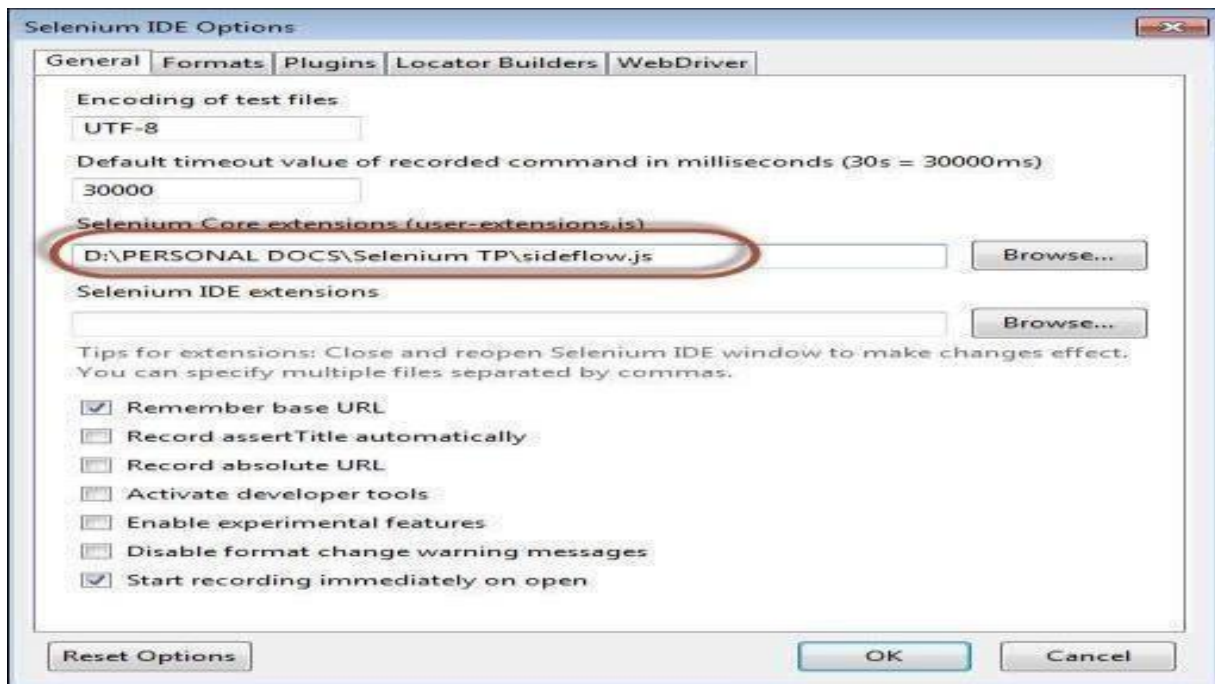 Selenium IDE Options
General Formats Plugins Locator Builders WebDriver
Encoding of test files
UTF-8
Default timeout value of recorded command in milliseconds (30s = 30000ms)
30000
Selenium Core extensions (user-extensions.js)
D:\PERSONAL DOCS\Selenium TP\sideflow.js Browse...
Selenium IDE extensions
Browse...
Tips for extensions: Close and reopen Selenium IDE window to make changes effect.
You can specify multiple files separated by commas.
Remember base URL
Record assertTitle automatically
Record absolute URL
Activate developer tools
Enable experimental features
Disable format change warning messages
Start recording immediately on open
Reset Options OK Cancel